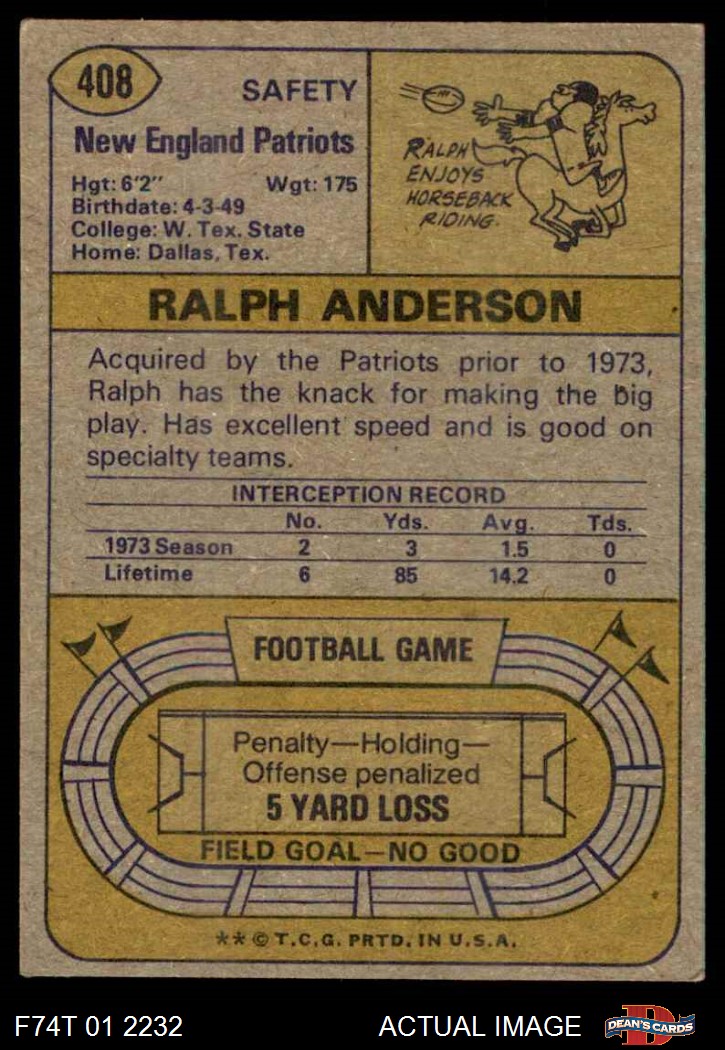 408
SAFETY
New England Patriots
Hgt: 6'2" Wgt: 175
Birthdate: 4-3-49
College: W. Tex. State
Home: Dallas, Tex.
RALPH
ENJOYS
HORSEBACK
RIDING.
RALPH ANDERSON
Acquired by the Patriots prior to 1973,
Ralph has the knack for making the big
play. Has excellent speed and is good on
specialty teams.
INTERCEPTION RECORD
No. Yds. Avg. Tds.
1973 Season 2 3 1.5 0
Lifetime 6 85 14.2 0
FOOTBALL GAME
Penalty—Holding—
Offense penalized
5 YARD LOSS
FIELD GOAL—NO GOOD
** © T.C.G. PRTD. IN U.S.A.
F74T 01 2232 ACTUAL IMAGE
D
DEAN'S CARDS